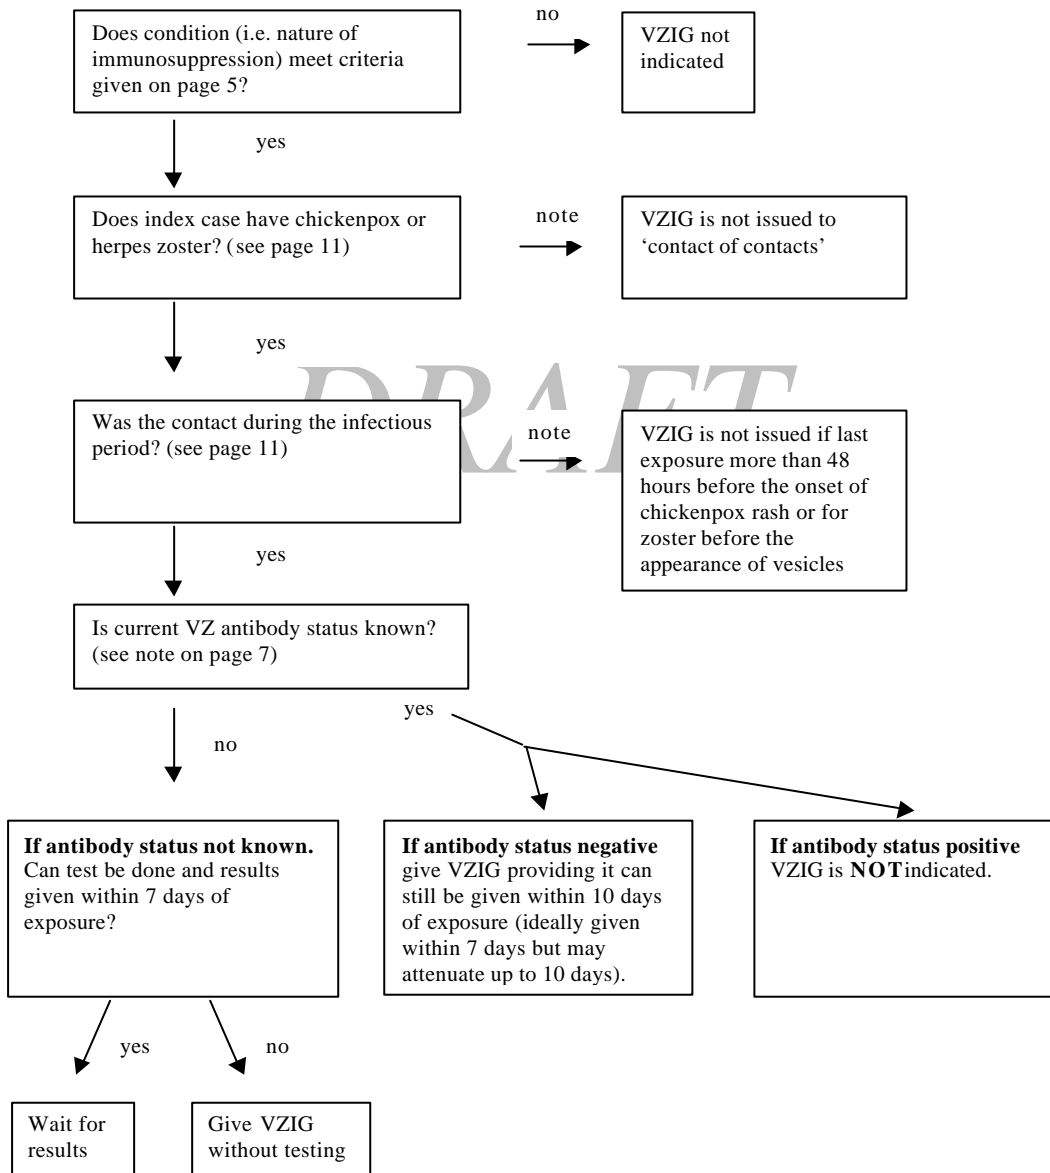 Does condition (i.e. nature of
immunosuppression) meet criteria
given on page 5?
no
VZIG not
indicated
yes
Does index case have chickenpox or
herpes zoster? (see page 11)
note
VZIG is not issued to
‘contact of contacts’
yes
DRAFT
Was the contact during the infectious
period? (see page 11)
note
VZIG is not issued if last
exposure more than 48
hours before the onset of
chickenpox rash or for
zoster before the
appearance of vesicles
yes
Is current VZ antibody status known?
(see note on page 7)
yes
no
If antibody status not known.
Can test be done and results
given within 7 days of
exposure?
If antibody status negative
give VZIG providing it can
still be given within 10 days
of exposure (ideally given
within 7 days but may
attenuate up to 10 days).
If antibody status positive
VZIG is NOT indicated.
yes
no
Wait for
results
Give VZIG
without testing